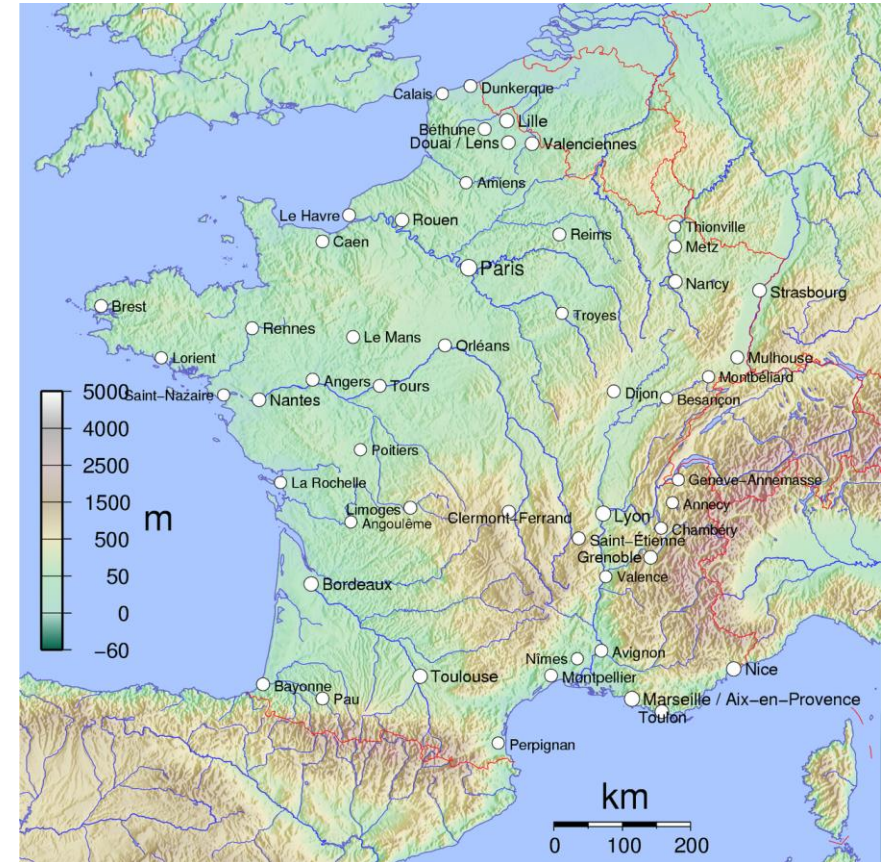 Dunkerque
Calais
Lille
Béthune
Douai / Lens
Valenciennes
Amiens
Le Havre
Rouen
Thionville
Reims
Caen
Metz
Paris
Nancy
Strasbourg
Brest
Troyes
Rennes
Le Mans
Orléans
Lorient
Mulhouse
Montbéliard
Angers
Tours
Saint-Nazaire
Nantes
Dijon
Besançon
Poitiers
La Rochelle
Genève-Annemasse
Annecy
Limoges
Angoulême
Clermont-Ferrand
Lyon
Chambéry
Saint-Étienne
Grenoble
Valence
Bordeaux
Avignon
Nîmes
Nice
Toulouse
Montpellier
Bayonne
Pau
Marseille / Aix-en-Provence
Toulon
Perpignan
5000
4000
2500
1500
500
50
0
-60
m
km
0 100 200